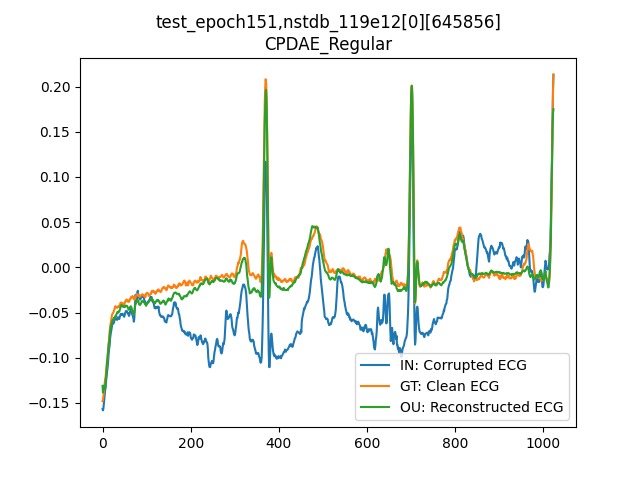 test_epoch151,nstdb_119e12[0][645856]
CPDAE_Regular
0.20
0.15
0.10
0.05
0.00
−0.05
−0.10
−0.15
IN: Corrupted ECG
GT: Clean ECG
OU: Reconstructed ECG
0 200 400 600 800 1000